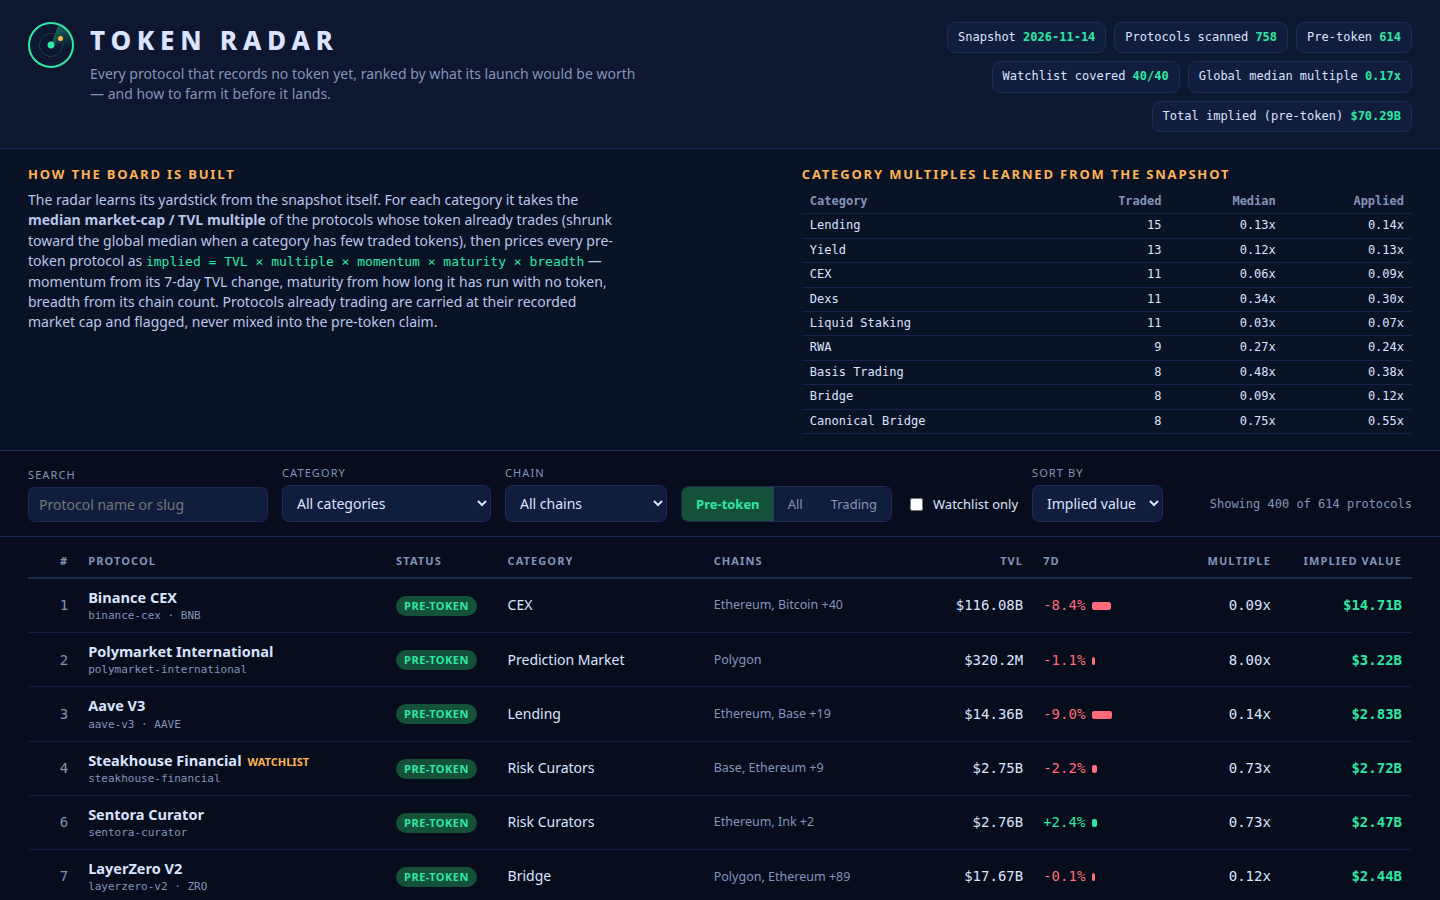 TOKEN RADAR
Every protocol that records no token yet, ranked by what its launch would be worth
— and how to farm it before it lands.
Snapshot 2026-11-14
Protocols scanned 758
Pre-token 614
Watchlist covered 40/40
Global median multiple 0.17x
Total implied (pre-token) $70.29B
HOW THE BOARD IS BUILT
The radar learns its yardstick from the snapshot itself. For each category it takes the
median market-cap / TVL multiple of the protocols whose token already trades (shrunk
toward the global median when a category has few traded tokens), then prices every pre-
token protocol as implied = TVL × multiple × momentum × maturity × breadth —
momentum from its 7-day TVL change, maturity from how long it has run with no token,
breadth from its chain count. Protocols already trading are carried at their recorded
market cap and flagged, never mixed into the pre-token claim.
CATEGORY MULTIPLES LEARNED FROM THE SNAPSHOT
Category Traded Median Applied
Lending 15 0.13x 0.14x
Yield 13 0.12x 0.13x
CEX 11 0.06x 0.09x
Dexs 11 0.34x 0.30x
Liquid Staking 11 0.03x 0.07x
RWA 9 0.27x 0.24x
Basis Trading 8 0.48x 0.38x
Bridge 8 0.09x 0.12x
Canonical Bridge 8 0.75x 0.55x
SEARCH
Protocol name or slug
CATEGORY
All categories
CHAIN
All chains
Pre-token All Trading
Watchlist only
SORT BY
Implied value
Showing 400 of 614 protocols
# PROTOCOL STATUS CATEGORY CHAINS TVL 7D MULTIPLE IMPLIED VALUE
1 Binance CEX PRE-TOKEN CEX Ethereum, Bitcoin +40 $116.08B -8.4% 0.09x $14.71B
binance-cex · BNB
2 Polymarket International PRE-TOKEN Prediction Market Polygon $320.2M -1.1% 8.00x $3.22B
polymarket-international
3 Aave V3 PRE-TOKEN Lending Ethereum, Base +19 $14.36B -9.0% 0.14x $2.83B
aave-v3 · AAVE
4 Steakhouse Financial WATCHLIST PRE-TOKEN Risk Curators Base, Ethereum +9 $2.75B -2.2% 0.73x $2.72B
steakhouse-financial
6 Sentora Curator PRE-TOKEN Risk Curators Ethereum, Ink +2 $2.76B +2.4% 0.73x $2.47B
sentora-curator
7 LayerZero V2 PRE-TOKEN Bridge Polygon, Ethereum +89 $17.67B -0.1% 0.12x $2.44B
layerzero-v2 · ZRO